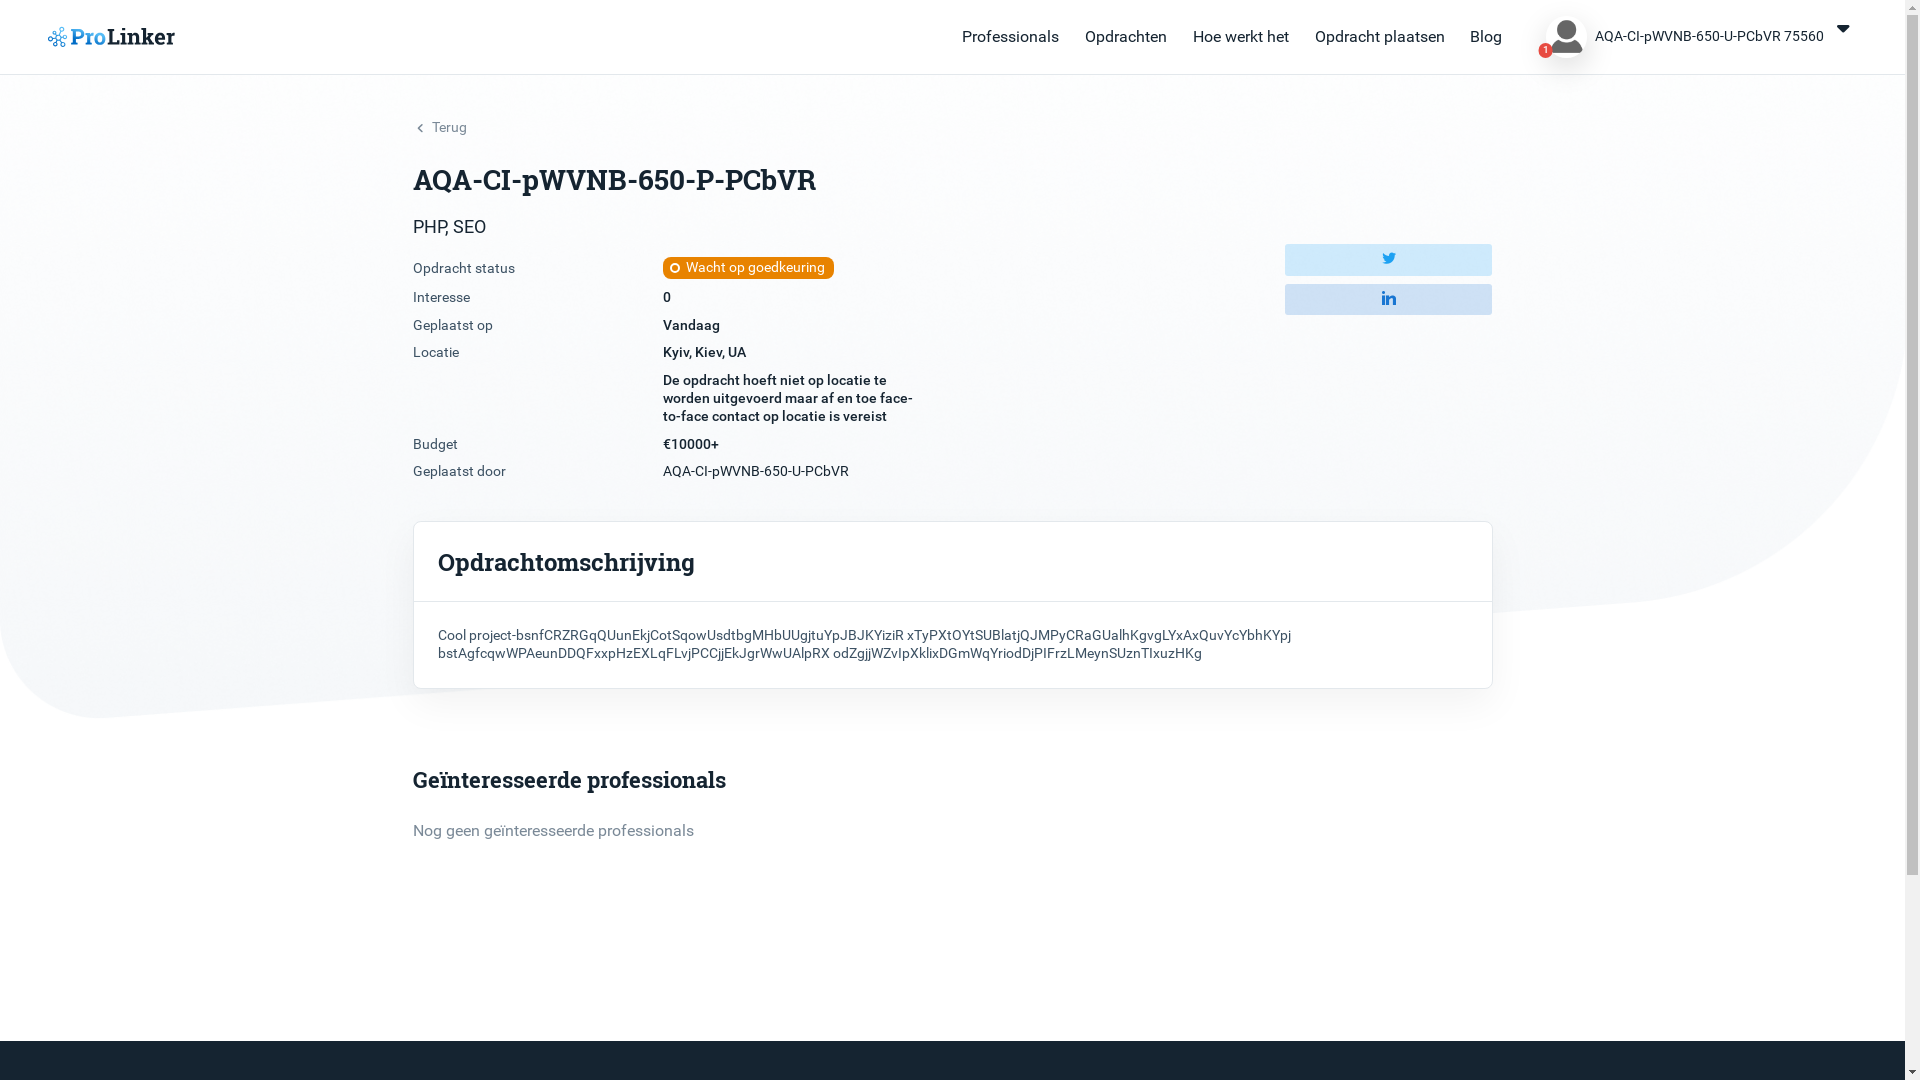 ProLinker
Professionals Opdrachten Hoe werkt het Opdracht plaatsen Blog 1 AQA-CI-pWVNB-650-U-PCbVR 75560
Terug
AQA-CI-pWVNB-650-P-PCbVR
PHP, SEO
Opdracht status Wacht op goedkeuring
Interesse 0
Geplaatst op Vandaag
Locatie Kyiv, Kiev, UA
De opdracht hoeft niet op locatie te
worden uitgevoerd maar af en toe face-
to-face contact op locatie is vereist
Budget €10000+
Geplaatst door AQA-CI-pWVNB-650-U-PCbVR
in
Opdrachtomschrijving
Cool project-bsnfCRZRGqQUunEkjCotSqowUsdtbgMHbUUgjtuYpJBJKYiziR xTyPXtOYtSUBlatjQJMPyCRaGUalhKgvgLYxAxQuvYcYbhKYpj
bstAgfcqwWPAeunDDQFxxpHzEXLqFLvjPCCjjEkJgrWwUAlpRX odZgjjWZvIpXklixDGmWqYriodDjPIFrzLMeynSUznTIxuzHKg
Geïnteresseerde professionals
Nog geen geïnteresseerde professionals